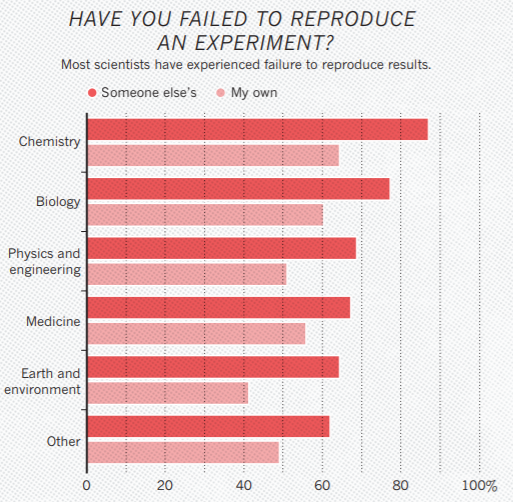 HAVE YOU FAILED TO REPRODUCE
AN EXPERIMENT?
Most scientists have experienced failure to reproduce results.
Someone else's
My own
Chemistry
Biology
Physics and
engineering
Medicine
Earth and
environment
Other
0 20 40 60 80 100%